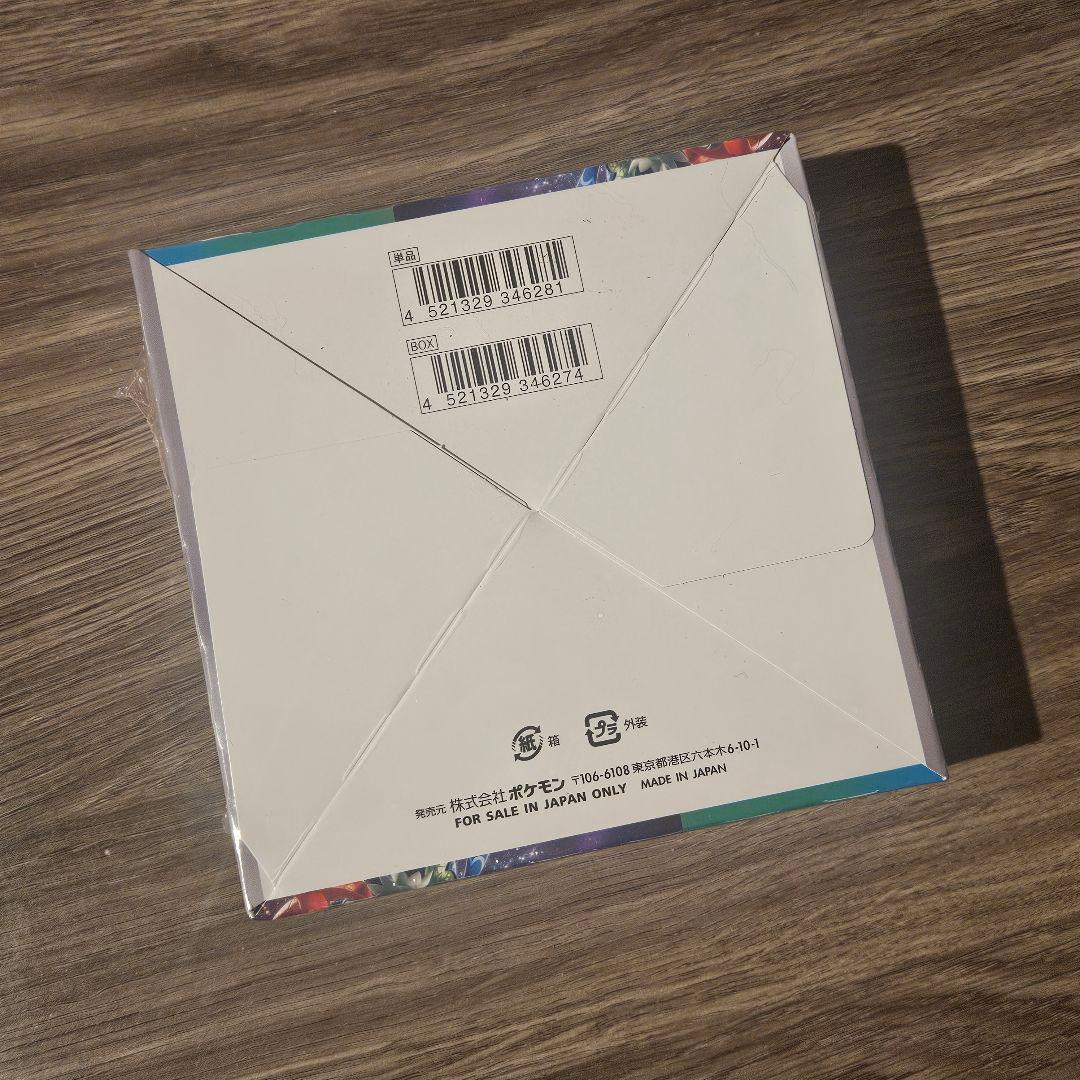 単品
4 521329 346281
BOX
4 521329 346274
紙 箱 プラ 外装
発売元 株式会社ポケモン 〒106-6108 東京都港区六本木6-10-1
FOR SALE IN JAPAN ONLY MADE IN JAPAN